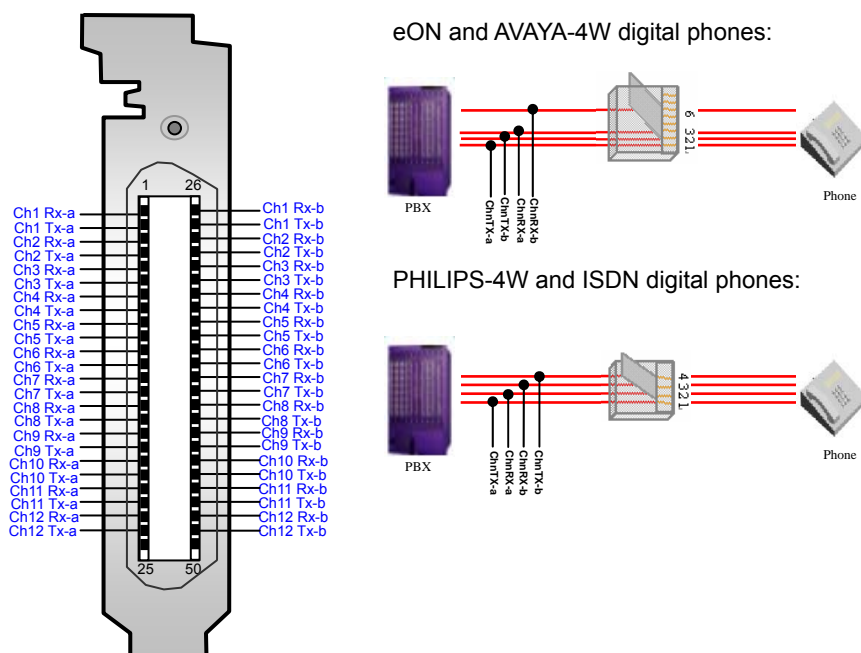 eON and AVAYA-4W digital phones:
6
321
PBX
Phone
ChnTX-a
ChnTX-b
ChnRX-a
ChnRX-b
PHILIPS-4W and ISDN digital phones:
4321
PBX
Phone
ChnTX-a
ChnRX-a
ChnRX-b
ChnTX-b
1 26
Ch1 Rx-a Ch1 Rx-b
Ch1 Tx-a Ch1 Tx-b
Ch2 Rx-a Ch2 Rx-b
Ch2 Tx-a Ch2 Tx-b
Ch3 Rx-a Ch3 Rx-b
Ch3 Tx-a Ch3 Tx-b
Ch4 Rx-a Ch4 Rx-b
Ch4 Tx-a Ch4 Tx-b
Ch5 Rx-a Ch5 Rx-b
Ch5 Tx-a Ch5 Tx-b
Ch6 Rx-a Ch6 Rx-b
Ch6 Tx-a Ch6 Tx-b
Ch7 Rx-a Ch7 Rx-b
Ch7 Tx-a Ch7 Tx-b
Ch8 Rx-a Ch8 Rx-b
Ch8 Tx-a Ch8 Tx-b
Ch9 Rx-a Ch9 Rx-b
Ch9 Tx-a Ch9 Tx-b
Ch10 Rx-a Ch10 Rx-b
Ch10 Tx-a Ch10 Tx-b
Ch11 Rx-a Ch11 Rx-b
Ch11 Tx-a Ch11 Tx-b
Ch12 Rx-a Ch12 Rx-b
Ch12 Tx-a Ch12 Tx-b
25 50